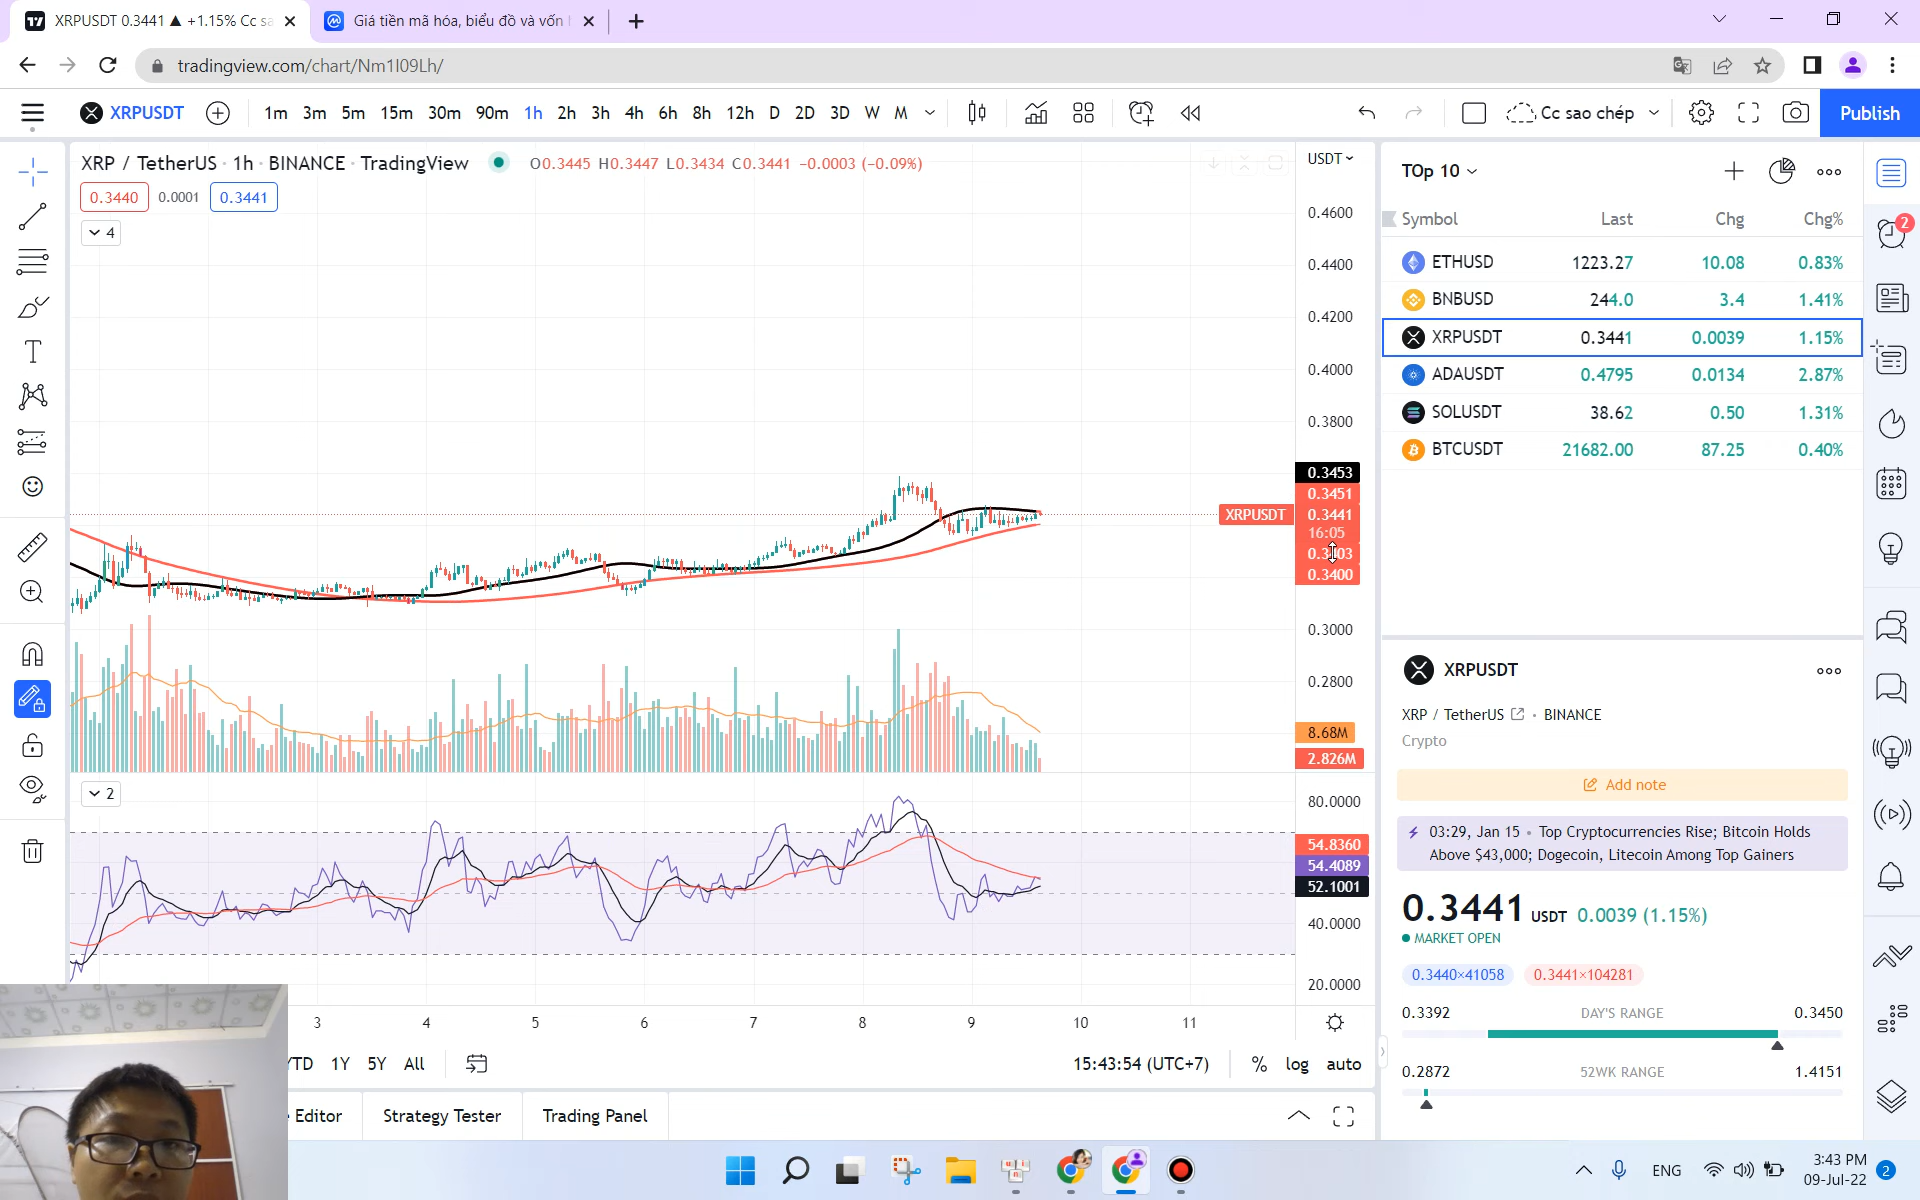 XRPUSDT 0.3441 ▲ +1.15% Cc sa
Giá tiền mã hóa, biểu đồ và vốn
tradingview.com/chart/Nm1I09Lh/
XRPUSDT 1m 3m 5m 15m 30m 90m 1h 2h 3h 4h 6h 8h 12h D 2D 3D W M Cc sao chép Publish
XRP / TetherUS · 1h · BINANCE · TradingView O0.3445 H0.3447 L0.3434 C0.3441 −0.0003 (−0.09%)
0.3440 0.0001 0.3441
4
USDT
0.4600
0.4400
0.4200
0.4000
0.3800
0.3453
0.3451
XRPUSDT 0.3441
16:05
0.3400
0.3000
0.2800
8.68M
2.826M
2
80.0000
54.8360
54.4089
52.1001
40.0000
20.0000
3 4 5 6 7 8 9 10 11
YTD 1Y 5Y All 15:43:54 (UTC+7) % log auto
Editor Strategy Tester Trading Panel
TOp 10
Symbol Last Chg Chg%
ETHUSD 1223.27 10.08 0.83%
BNBUSD 244.0 3.4 1.41%
XRPUSDT 0.3441 0.0039 1.15%
ADAUSDT 0.4795 0.0134 2.87%
SOLUSDT 38.62 0.50 1.31%
BTCUSDT 21682.00 87.25 0.40%
XRPUSDT
XRP / TetherUS · BINANCE
Crypto
Add note
03:29, Jan 15 • Top Cryptocurrencies Rise; Bitcoin Holds
Above $43,000; Dogecoin, Litecoin Among Top Gainers
0.3441 USDT 0.0039 (1.15%)
MARKET OPEN
0.3440×41058 0.3441×104281
0.3392 DAY'S RANGE 0.3450
0.2872 52WK RANGE 1.4151
2
ENG
3:43 PM
09-Jul-22
2